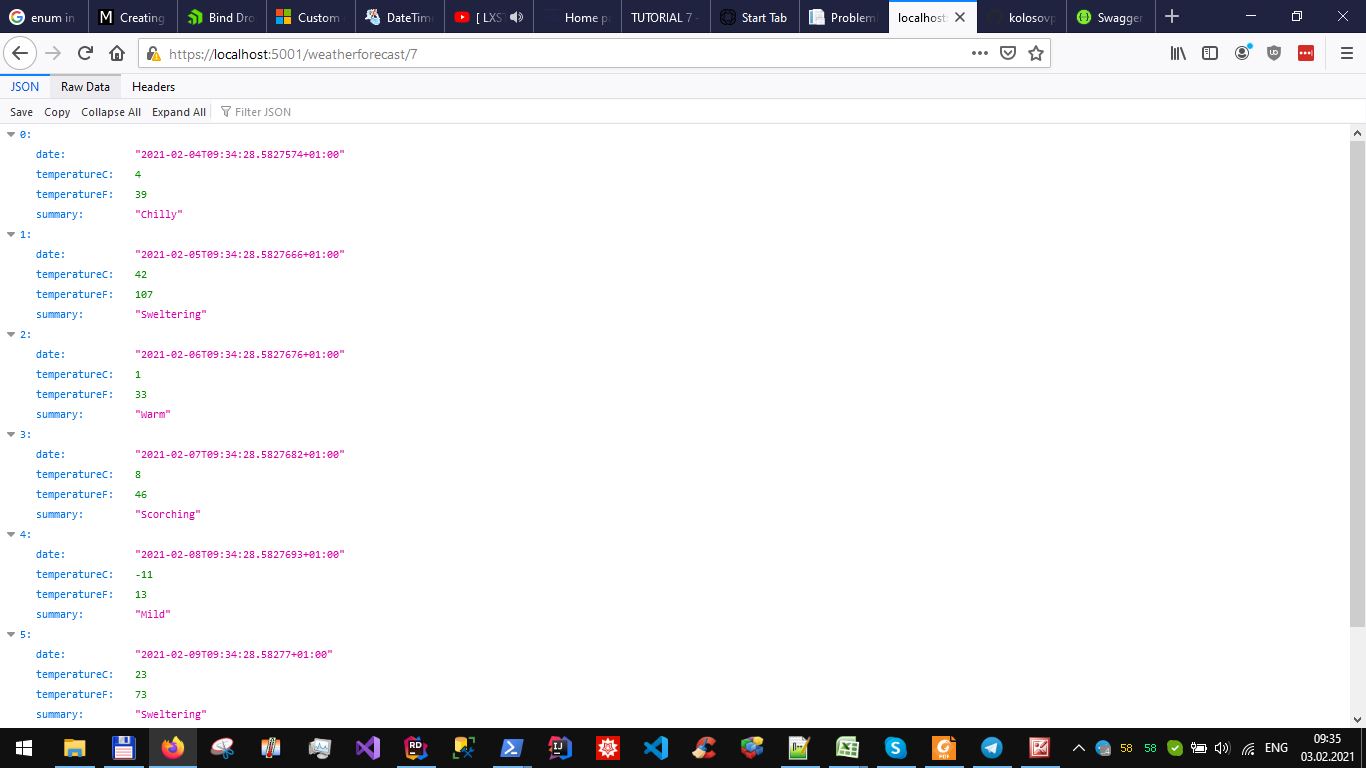 enum in
Creating
Bind Dro
Custom
DateTim
[ LXS
Home p
TUTORIAL 7 -
Start Tab
Problem
localhost:
kolosovp
Swagger
https://localhost:5001/weatherforecast/7
JSON Raw Data Headers
Save Copy Collapse All Expand All Filter JSON
0:
date: "2021-02-04T09:34:28.5827574+01:00"
temperatureC: 4
temperatureF: 39
summary: "Chilly"
1:
date: "2021-02-05T09:34:28.5827666+01:00"
temperatureC: 42
temperatureF: 107
summary: "Sweltering"
2:
date: "2021-02-06T09:34:28.5827676+01:00"
temperatureC: 1
temperatureF: 33
summary: "Warm"
3:
date: "2021-02-07T09:34:28.5827682+01:00"
temperatureC: 8
temperatureF: 46
summary: "Scorching"
4:
date: "2021-02-08T09:34:28.5827693+01:00"
temperatureC: -11
temperatureF: 13
summary: "Mild"
5:
date: "2021-02-09T09:34:28.58277+01:00"
temperatureC: 23
temperatureF: 73
summary: "Sweltering"
58 58 ENG 09:35
03.02.2021